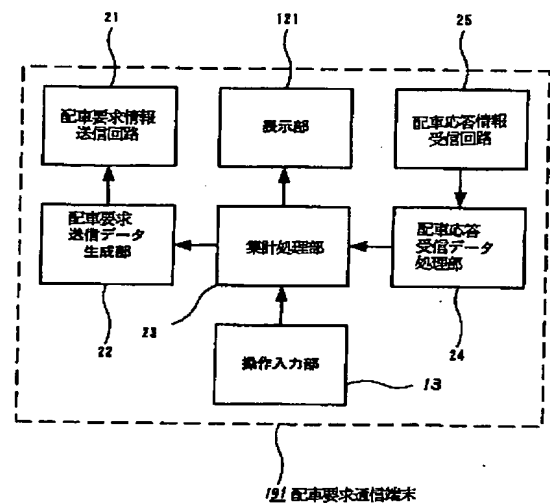 21
121
25
配車要求情報
送信回路
表示部
配車応答情報
受信回路
配車要求
送信データ
生成部
集計処理部
配車応答
受信データ
処理部
22
23
24
操作入力部
13
191 配車要求通信端末